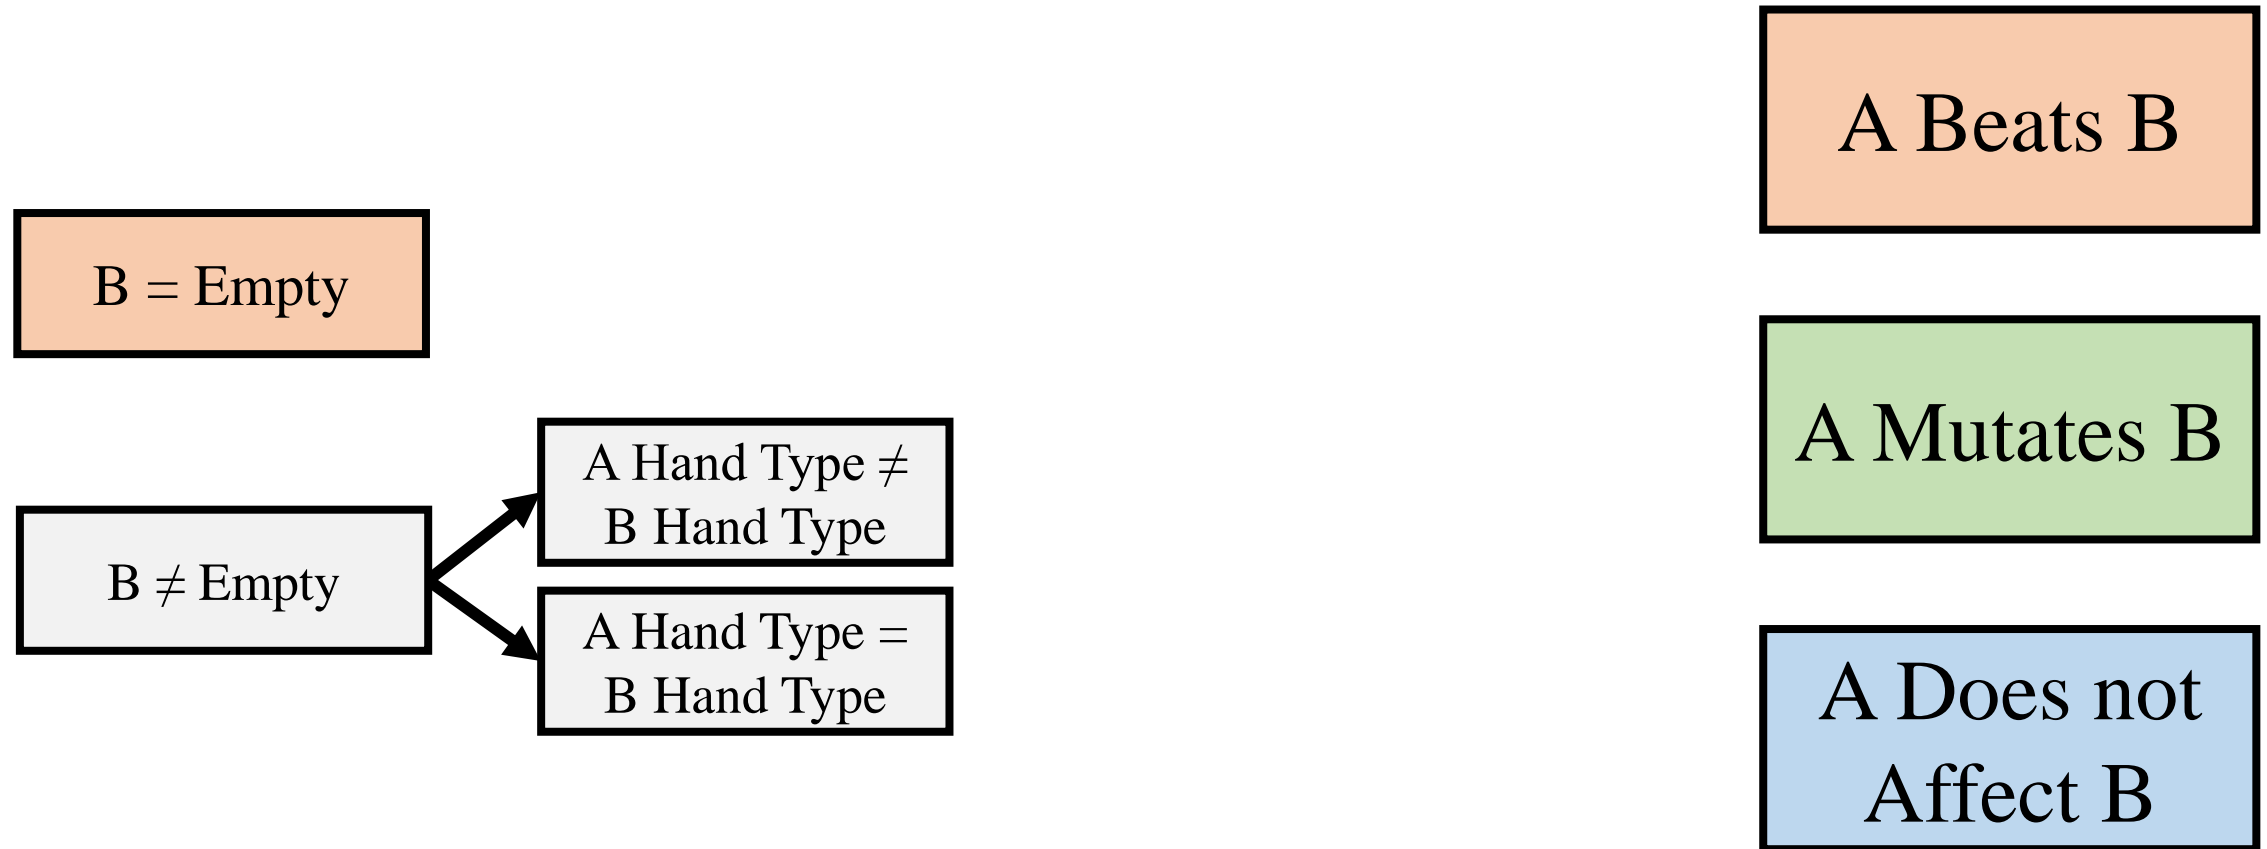 B = Empty
B ≠ Empty
A Hand Type ≠
B Hand Type
A Hand Type =
B Hand Type
A Beats B
A Mutates B
A Does not
Affect B